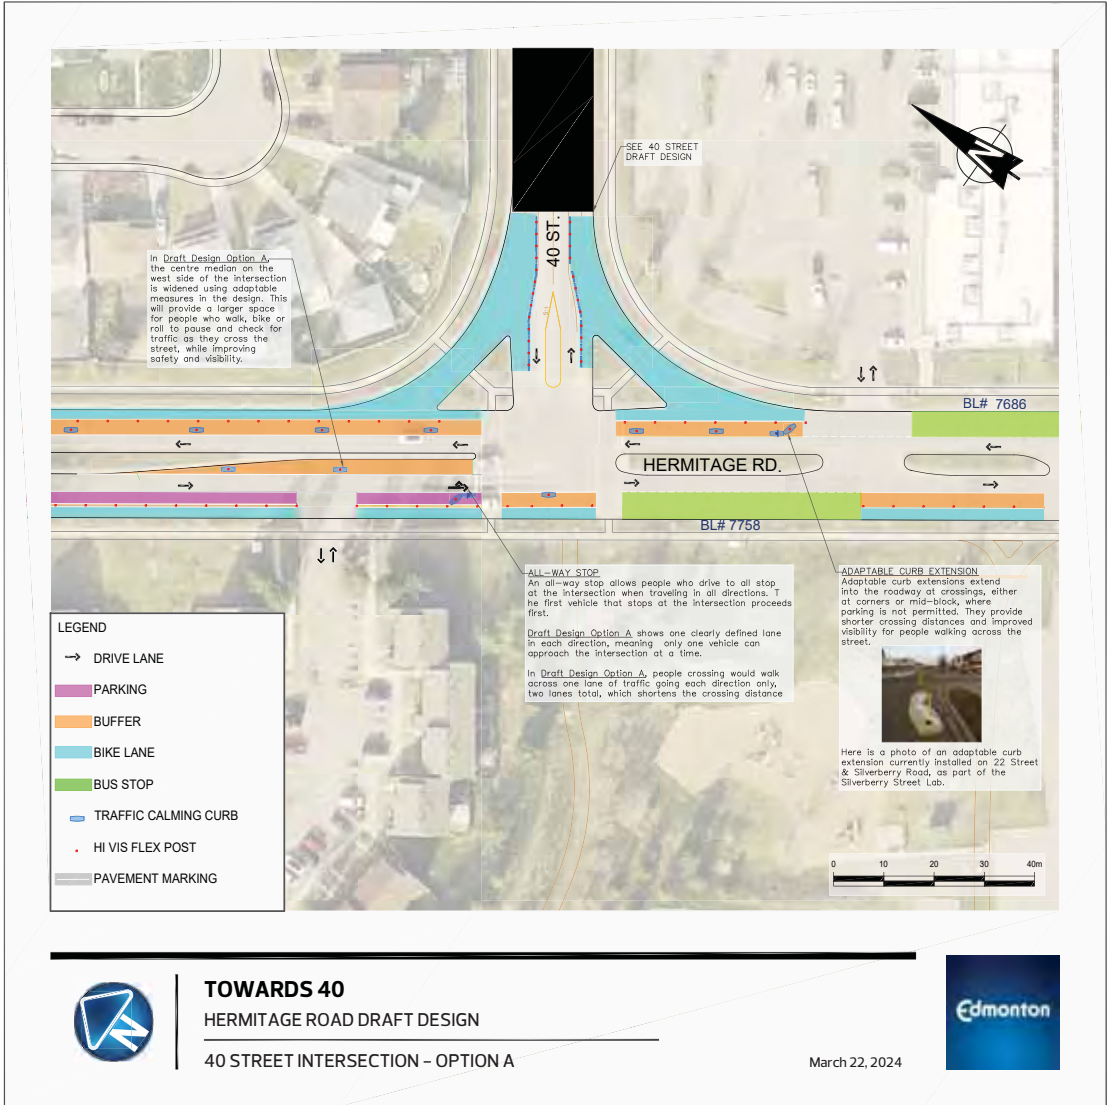 SEE 40 STREET
DRAFT DESIGN
N
40 ST.
In Draft Design Option A,
the centre median on the
west side of the intersection
is widened using adaptable
measures in the design. This
will provide a larger space
for people who walk, bike or
roll to pause and check for
traffic as they cross the
street, while improving
safety and visibility.
BL# 7686
HERMITAGE RD.
BL# 7758
ALL-WAY STOP
An all-way stop allows people who drive to all stop
at the intersection when traveling in all directions. T
he first vehicle that stops at the intersection proceeds
first.
Draft Design Option A shows one clearly defined lane
in each direction, meaning only one vehicle can
approach the intersection at a time.
In Draft Design Option A, people crossing would walk
across one lane of traffic going each direction only,
two lanes total, which shortens the crossing distance
ADAPTABLE CURB EXTENSION
Adaptable curb extensions extend
into the roadway at crossings, either
at corners or mid-block, where
parking is not permitted. They provide
shorter crossing distances and improved
visibility for people walking across the
street.
Here is a photo of an adaptable curb
extension currently installed on 22 Street
& Silverberry Road, as part of the
Silverberry Street Lab.
LEGEND
DRIVE LANE
PARKING
BUFFER
BIKE LANE
BUS STOP
TRAFFIC CALMING CURB
HI VIS FLEX POST
PAVEMENT MARKING
0 10 20 30 40m
N
TOWARDS 40
HERMITAGE ROAD DRAFT DESIGN
40 STREET INTERSECTION - OPTION A
March 22, 2024
Edmonton